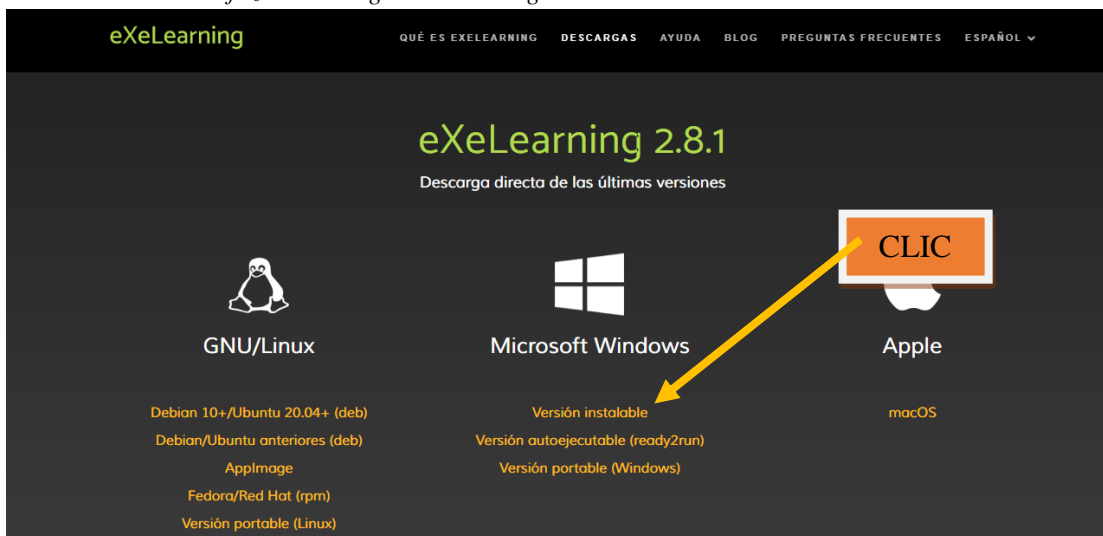 eXeLearning
QUÉ ES EXELEARNING DESCARGAS AYUDA BLOG PREGUNTAS FRECUENTES ESPAÑOL
eXeLearning 2.8.1
Descarga directa de las últimas versiones
CLIC
GNU/Linux
Microsoft Windows
Apple
Debian 10+/Ubuntu 20.04+ (deb)
Debian/Ubuntu anteriores (deb)
AppImage
Fedora/Red Hat (rpm)
Versión portable (Linux)
Versión instalable
Versión autoejecutable (ready2run)
Versión portable (Windows)
macOS